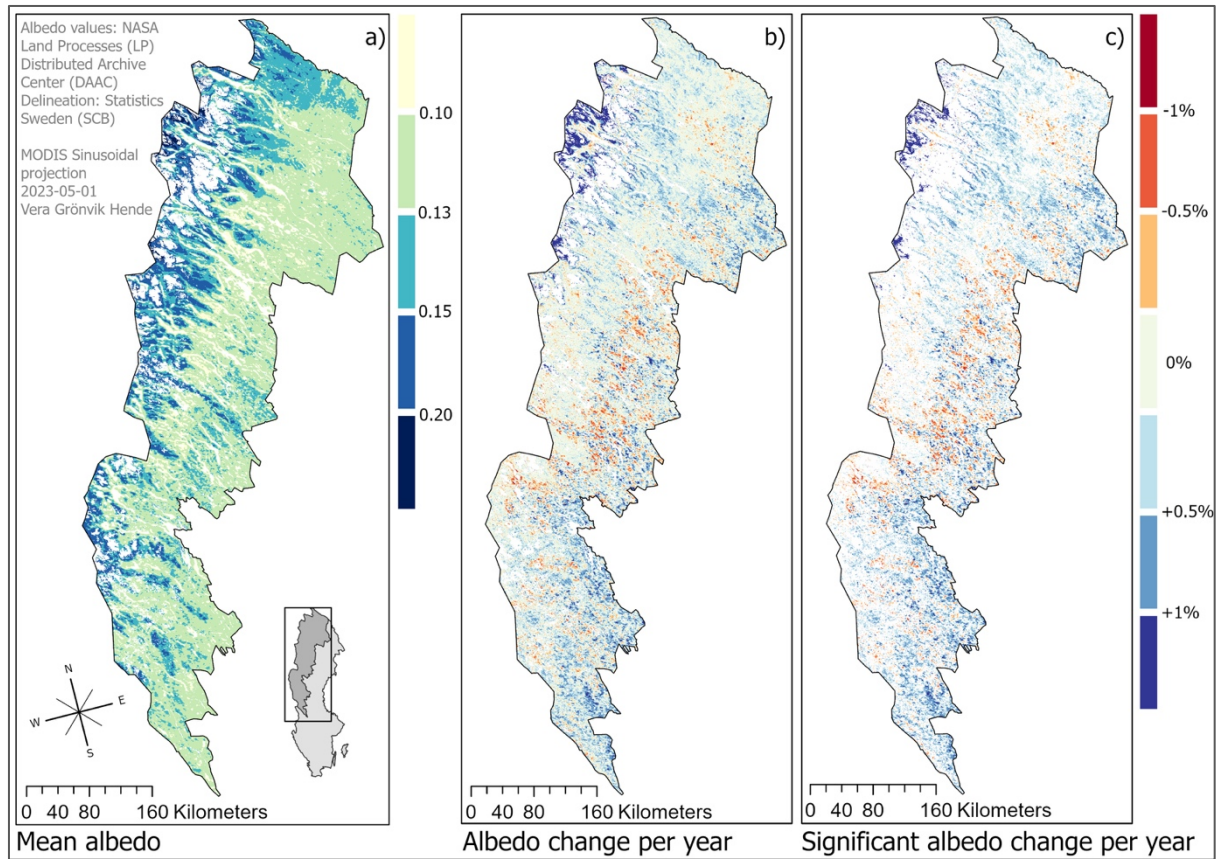 Albedo values: NASA
Land Processes (LP)
Distributed Archive
Center (DAAC)
Delineation: Statistics
Sweden (SCB)
MODIS Sinusoidal
projection
2023-05-01
Vera Grönvik Hende
a)
0.10
0.13
0.15
0.20
N
E
W
S
0 40 80 160 Kilometers
Mean albedo
b)
0 40 80 160 Kilometers
Albedo change per year
c)
-1%
-0.5%
0%
+0.5%
+1%
0 40 80 160 Kilometers
Significant albedo change per year